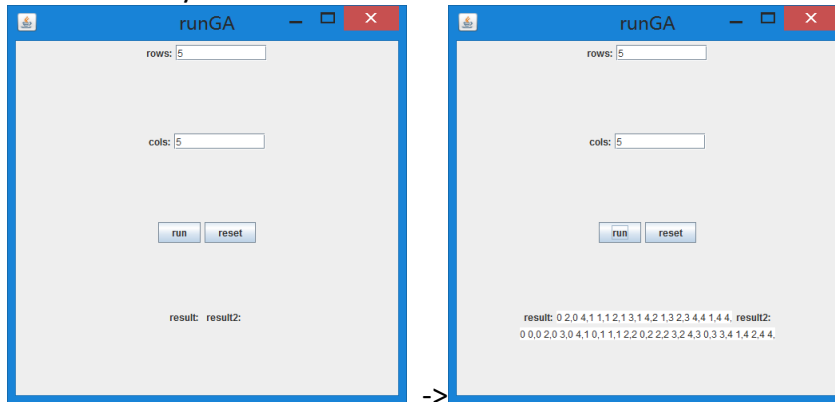 runGA
rows: 5
cols: 5
run reset
result: result2:
->
runGA
rows: 5
cols: 5
run reset
result: 0 2,0 4,1 1,1 2,1 3,1 4,2 1,3 2,3 4,4 1,4 4, result2:
0 0,0 2,0 3,0 4,1 0,1 1,1 2,2 0,2 2,2 3,2 4,3 0,3 3,4 1,4 2,4 4,